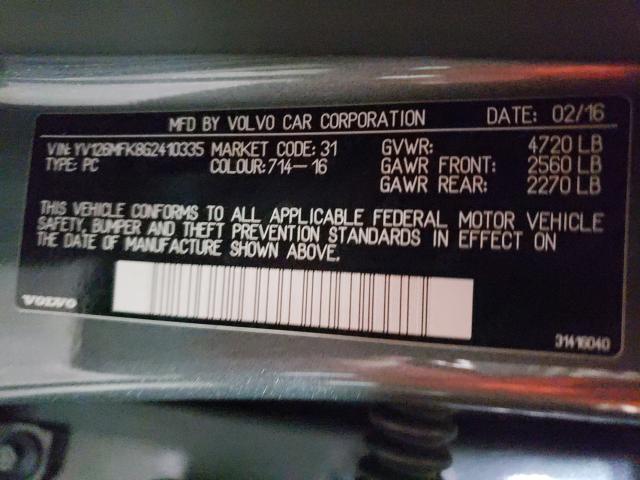 MFD BY VOLVO CAR CORPORATION DATE: 02/16
VIN: YV126MFK8G2410335 MARKET CODE: 31 GVWR: 4720 LB
TYPE: PC COLOUR: 714-16 GAWR FRONT: 2560 LB
GAWR REAR: 2270 LB
THIS VEHICLE CONFORMS TO ALL APPLICABLE FEDERAL MOTOR VEHICLE
SAFETY, BUMPER AND THEFT PREVENTION STANDARDS IN EFFECT ON
THE DATE OF MANUFACTURE SHOWN ABOVE.
VOLVO 31416040